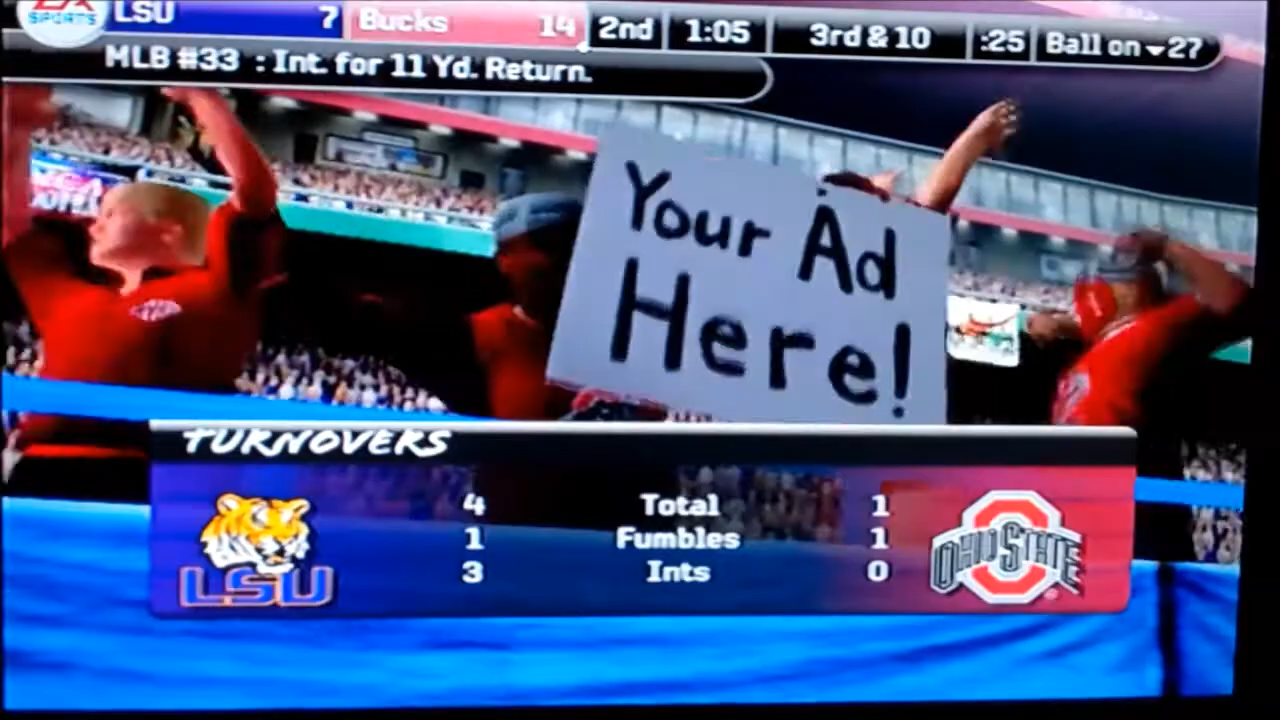 EA
SPORTS
LSU 7 Bucks 14 2nd 1:05 3rd & 10 :25 Ball on 27
MLB #33 : Int. for 11 Yd. Return.
Your Ad
Here!
TURNOVERS
4 Total 1
1 Fumbles 1
3 Ints 0
LSU
OHIO STATE